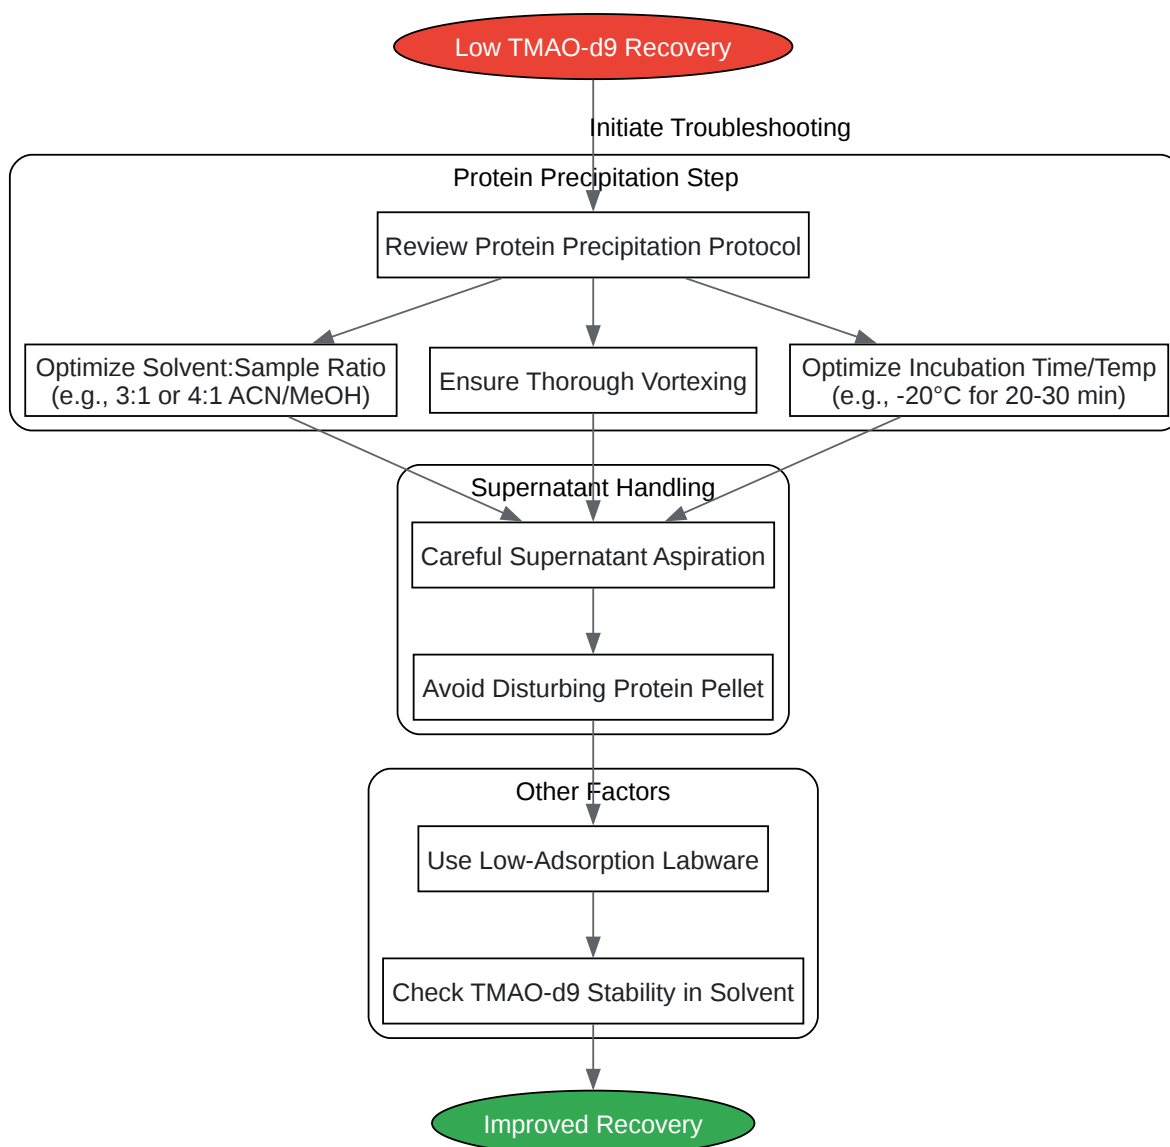 Low TMAO-d9 Recovery
Initiate Troubleshooting
Protein Precipitation Step
Review Protein Precipitation Protocol
Optimize Solvent:Sample Ratio
(e.g., 3:1 or 4:1 ACN/MeOH)
Ensure Thorough Vortexing
Optimize Incubation Time/Temp
(e.g., -20°C for 20-30 min)
Supernatant Handling
Careful Supernatant Aspiration
Avoid Disturbing Protein Pellet
Other Factors
Use Low-Adsorption Labware
Check TMAO-d9 Stability in Solvent
Improved Recovery